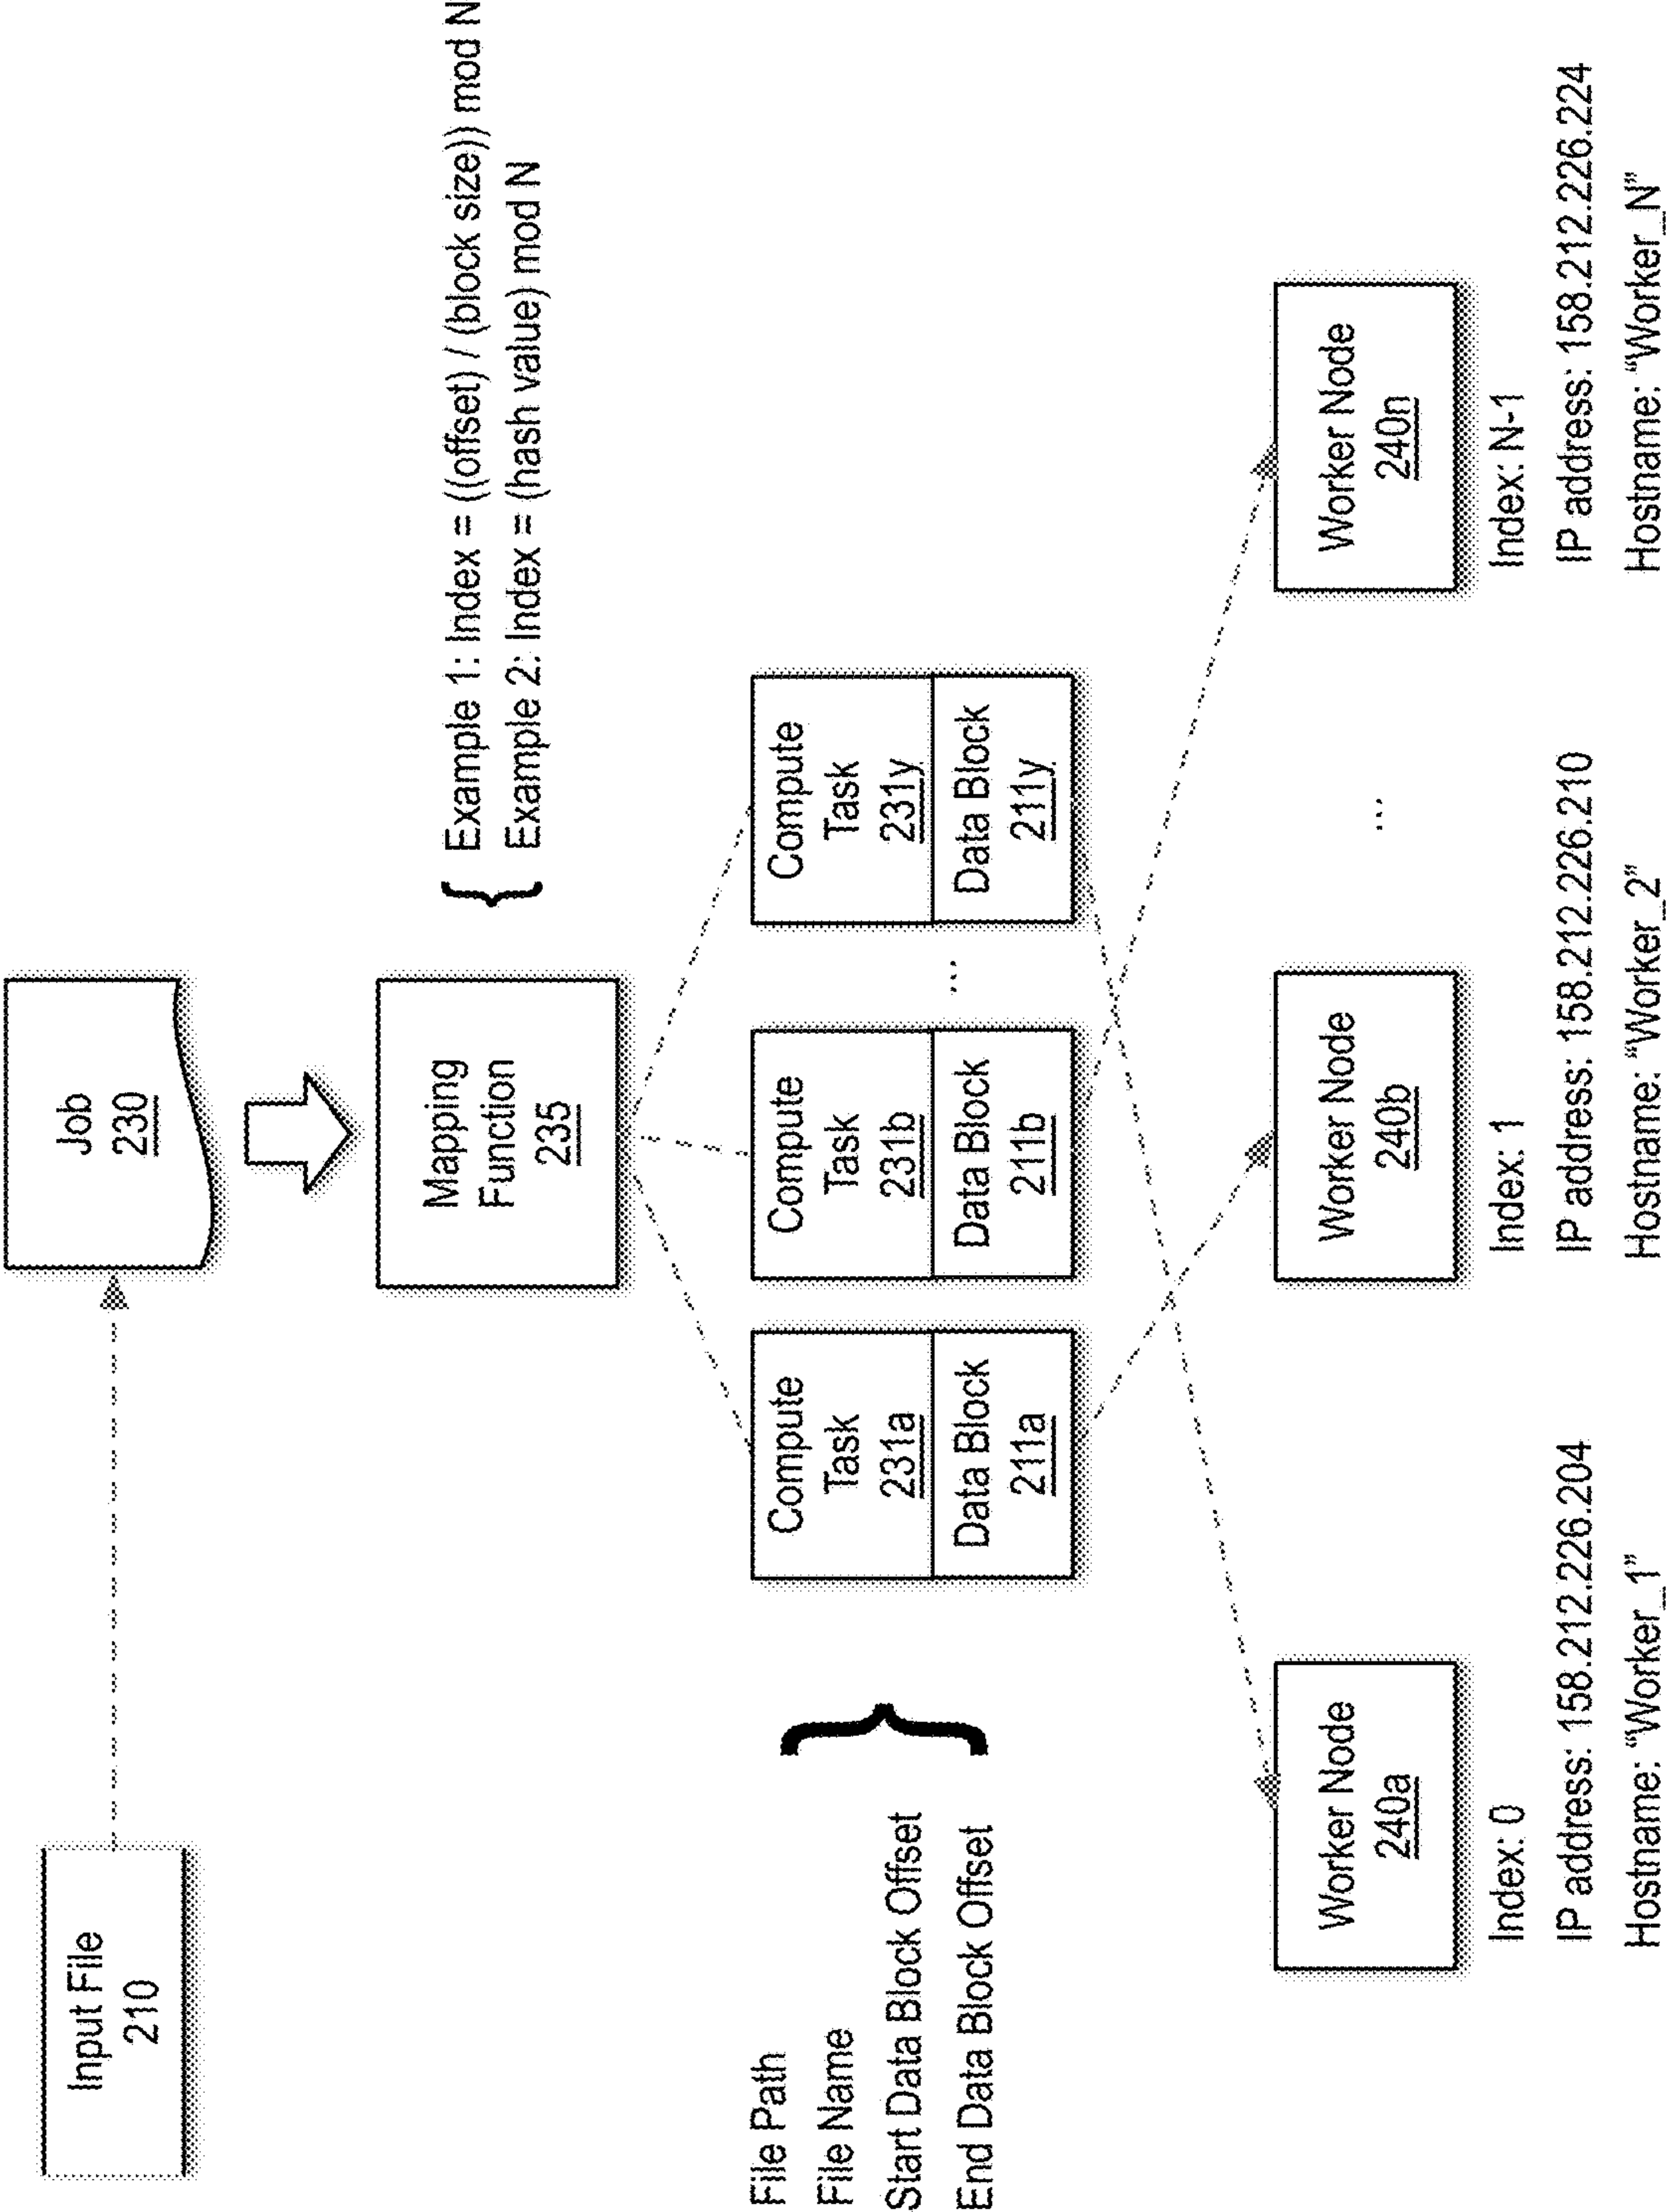 Input File
210
Job
230
Mapping
Function
235
Example 1: Index = ((offset) / (block size)) mod N
Example 2: Index = (hash value) mod N
File Path
File Name
Start Data Block Offset
End Data Block Offset
Compute
Task
231a
Data Block
211a
Compute
Task
231b
Data Block
211b
...
Compute
Task
231y
Data Block
211y
Worker Node
240a
Index: 0
IP address: 158.212.226.204
Hostname: “Worker_1”
Worker Node
240b
Index: 1
IP address: 158.212.226.210
Hostname: “Worker_2”
...
Worker Node
240n
Index: N-1
IP address: 158.212.226.224
Hostname: “Worker_N”